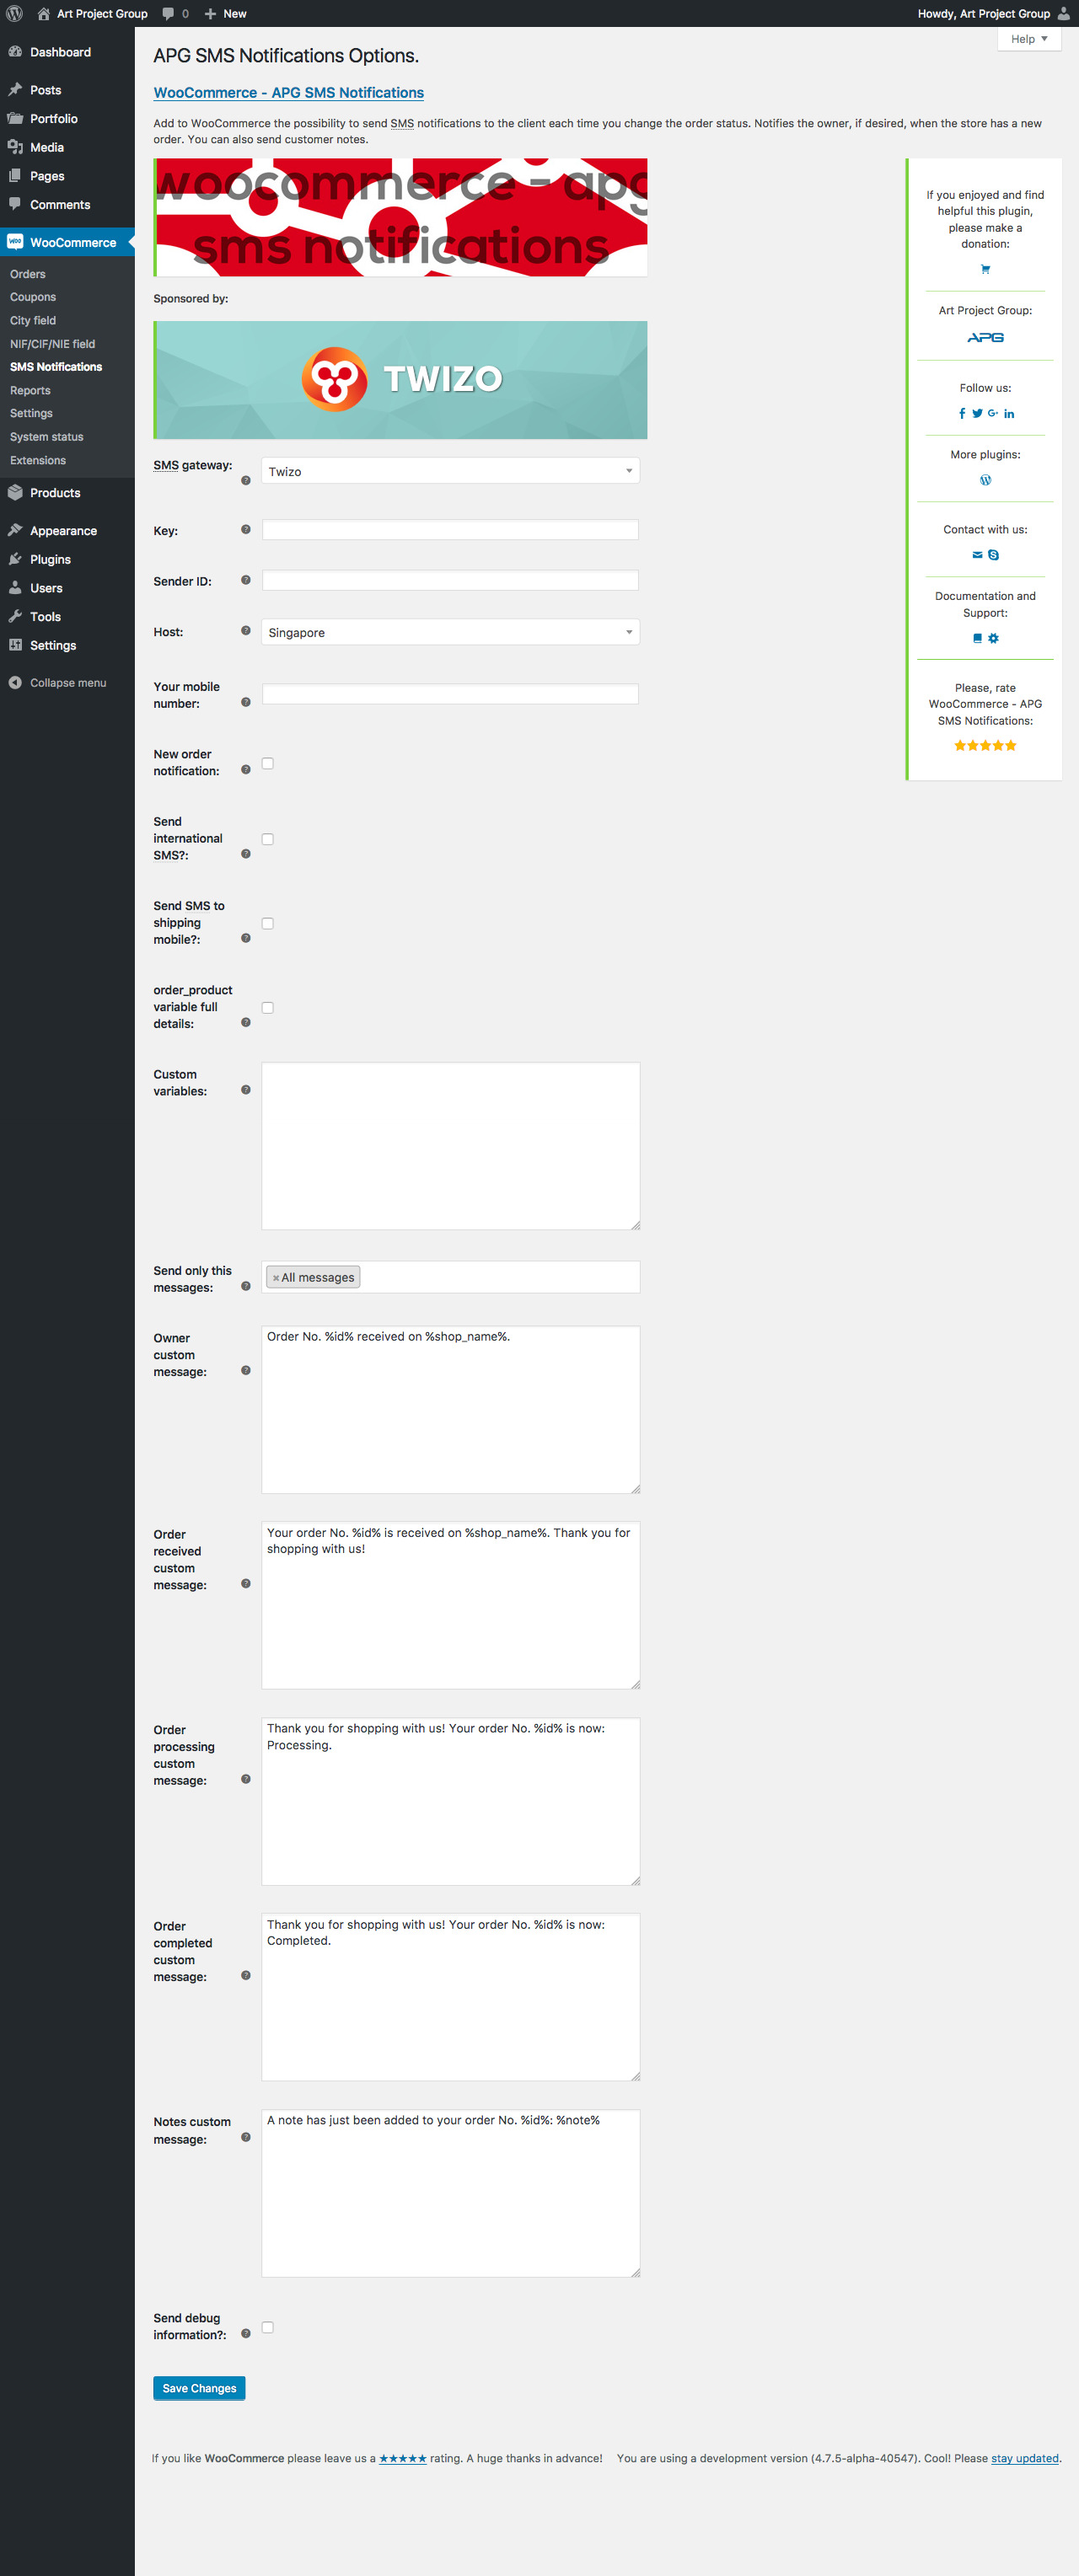 Art Project Group
0
New
Howdy, Art Project Group
Dashboard
Posts
Portfolio
Media
Pages
Comments
WooCommerce
Orders
Coupons
City field
NIF/CIF/NIE field
SMS Notifications
Reports
Settings
System status
Extensions
Products
Appearance
Plugins
Users
Tools
Settings
Collapse menu
Help
APG SMS Notifications Options.
WooCommerce - APG SMS Notifications
Add to WooCommerce the possibility to send SMS notifications to the client each time you change the order status. Notifies the owner, if desired, when the store has a new
order. You can also send customer notes.
woocommerce - apg
sms notifications
Sponsored by:
TWIZO
SMS gateway:
Twizo
Key:
Sender ID:
Host:
Singapore
Your mobile
number:
New order
notification:
Send
international
SMS?:
Send SMS to
shipping
mobile?:
order_product
variable full
details:
Custom
variables:
Send only this
messages:
×All messages
Owner
custom
message:
Order No. %id% received on %shop_name%.
Order
received
custom
message:
Your order No. %id% is received on %shop_name%. Thank you for
shopping with us!
Order
processing
custom
message:
Thank you for shopping with us! Your order No. %id% is now:
Processing.
Order
completed
custom
message:
Thank you for shopping with us! Your order No. %id% is now:
Completed.
Notes custom
message:
A note has just been added to your order No. %id%: %note%
Send debug
information?:
Save Changes
If you enjoyed and find
helpful this plugin,
please make a
donation:
Art Project Group:
APG
Follow us:
More plugins:
Contact with us:
Documentation and
Support:
Please, rate
WooCommerce - APG
SMS Notifications:
If you like WooCommerce please leave us a ★★★★★ rating. A huge thanks in advance!
You are using a development version (4.7.5-alpha-40547). Cool! Please stay updated.